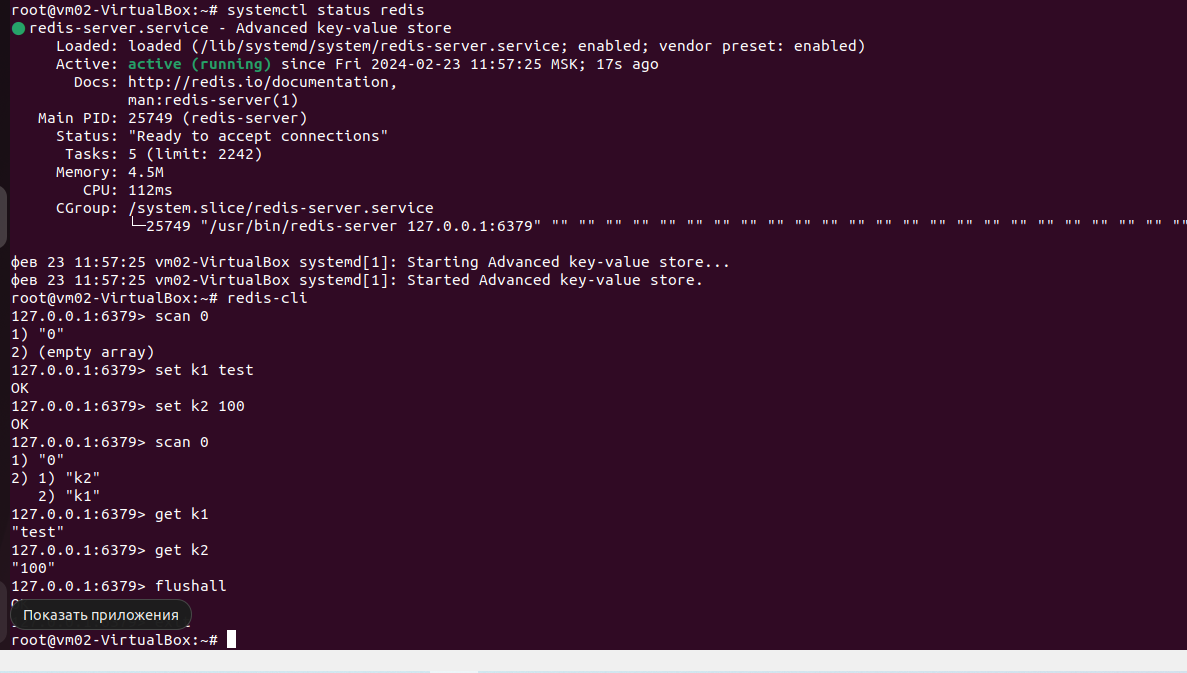 root@vm02-VirtualBox:~# systemctl status redis
redis-server.service - Advanced key-value store
Loaded: loaded (/lib/systemd/system/redis-server.service; enabled; vendor preset: enabled)
Active: active (running) since Fri 2024-02-23 11:57:25 MSK; 17s ago
Docs: http://redis.io/documentation,
man:redis-server(1)
Main PID: 25749 (redis-server)
Status: "Ready to accept connections"
Tasks: 5 (limit: 2242)
Memory: 4.5M
CPU: 112ms
CGroup: /system.slice/redis-server.service
└─25749 "/usr/bin/redis-server 127.0.0.1:6379" "" "" "" "" "" "" "" "" "" "" "" "" "" "" "" "" "" "" "" "" "" "" "" ""
фев 23 11:57:25 vm02-VirtualBox systemd[1]: Starting Advanced key-value store...
фев 23 11:57:25 vm02-VirtualBox systemd[1]: Started Advanced key-value store.
root@vm02-VirtualBox:~# redis-cli
127.0.0.1:6379> scan 0
1) "0"
2) (empty array)
127.0.0.1:6379> set k1 test
OK
127.0.0.1:6379> set k2 100
OK
127.0.0.1:6379> scan 0
1) "0"
2) 1) "k2"
2) "k1"
127.0.0.1:6379> get k1
"test"
127.0.0.1:6379> get k2
"100"
127.0.0.1:6379> flushall
Показать приложения
root@vm02-VirtualBox:~#